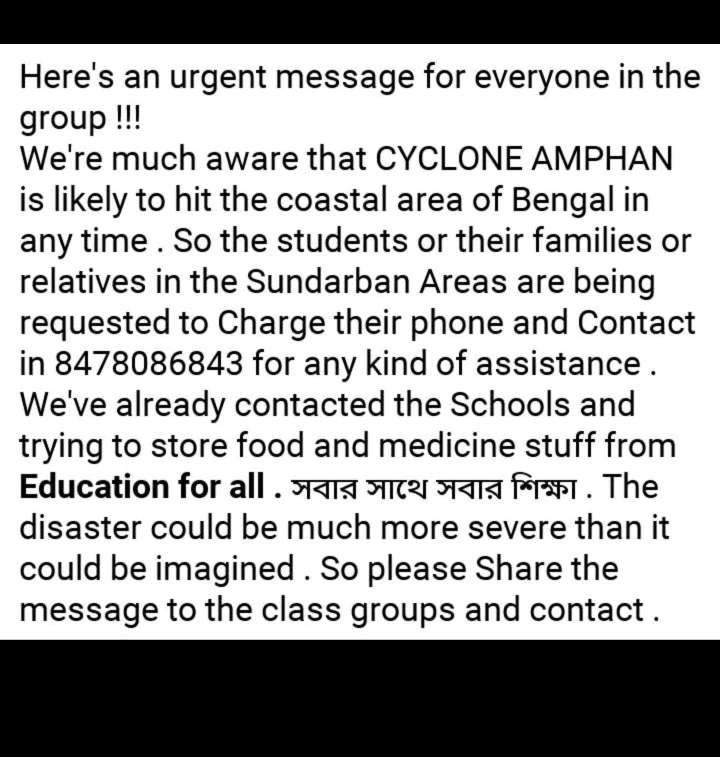 Here's an urgent message for everyone in the
group !!!
We're much aware that CYCLONE AMPHAN
is likely to hit the coastal area of Bengal in
any time . So the students or their families or
relatives in the Sundarban Areas are being
requested to Charge their phone and Contact
in 8478086843 for any kind of assistance .
We've already contacted the Schools and
trying to store food and medicine stuff from
Education for all . সবার সাথে সবার শিক্ষা . The
disaster could be much more severe than it
could be imagined . So please Share the
message to the class groups and contact .